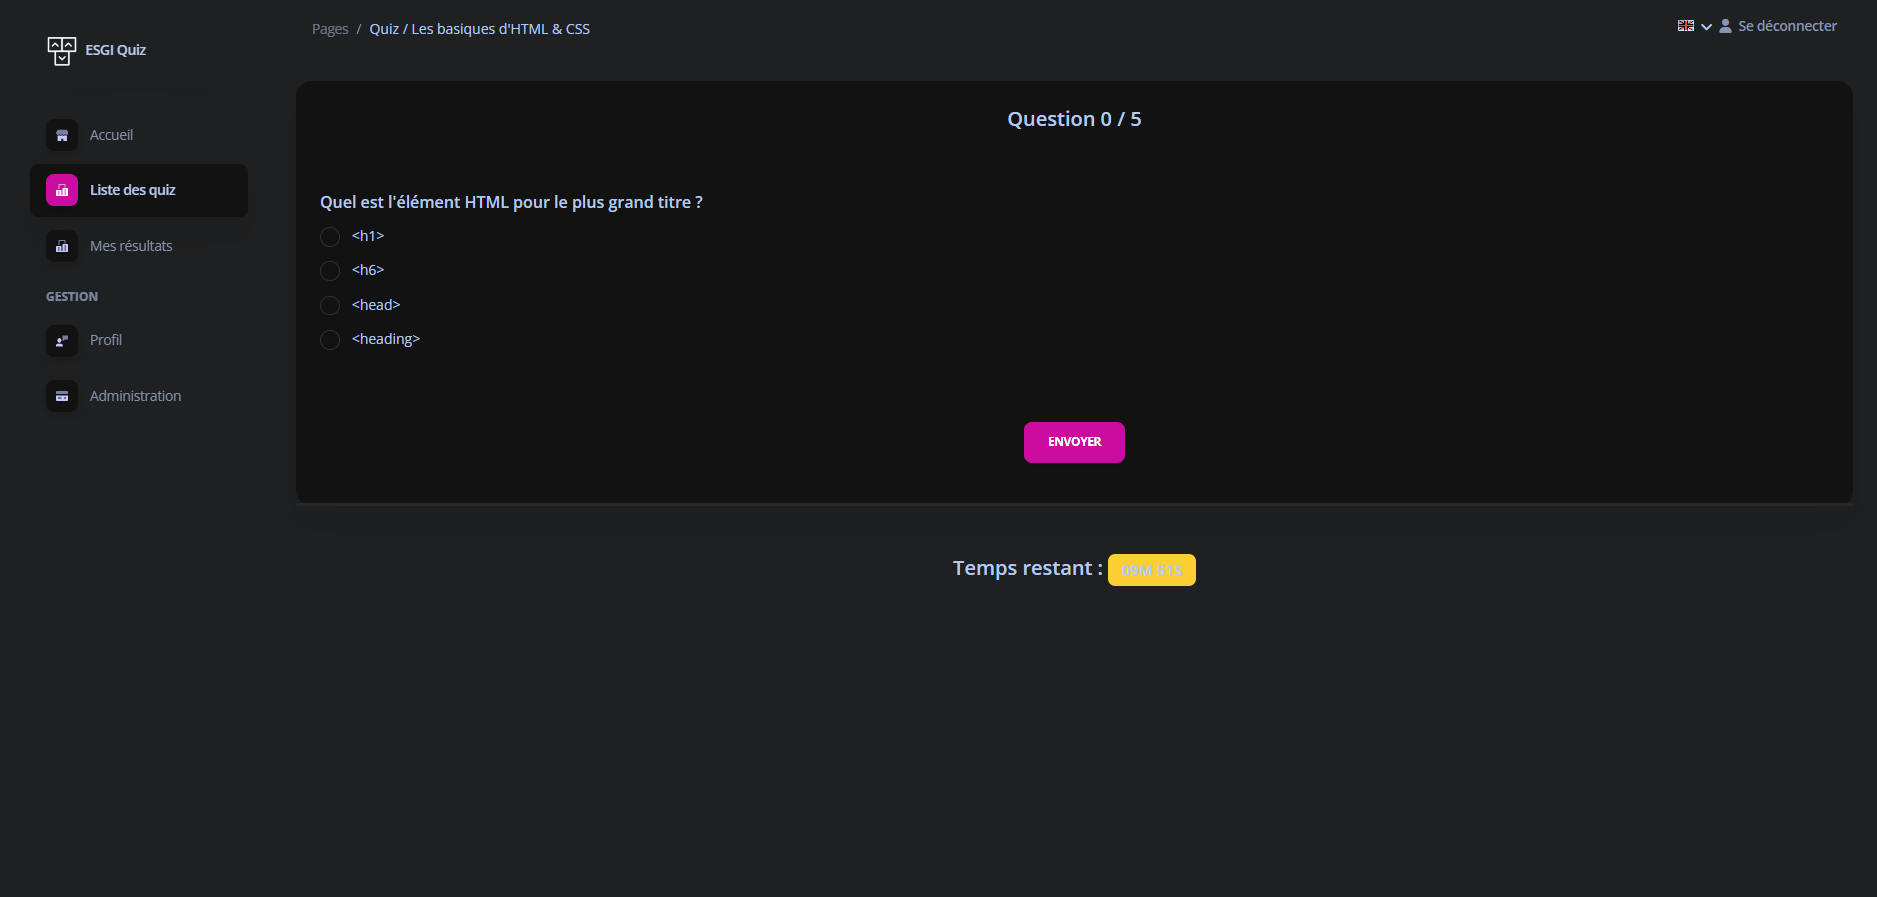 ESGI Quiz
Accueil
Liste des quiz
Mes résultats
GESTION
Profil
Administration
Pages / Quiz / Les basiques d'HTML & CSS
Se déconnecter
Question 0 / 5
Quel est l'élément HTML pour le plus grand titre ?
<h1>
<h6>
<head>
<heading>
ENVOYER
Temps restant : 09M 51S